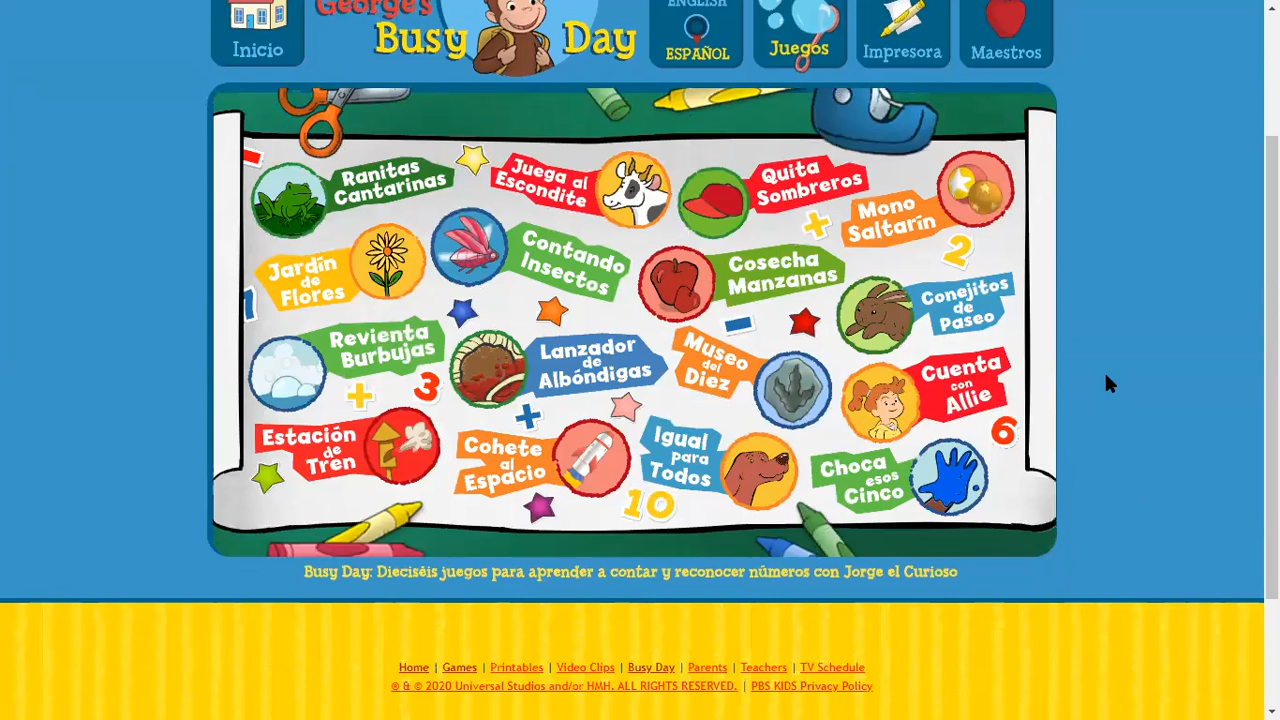 George's
Busy Day
Inicio
ENGLISH
ESPAÑOL
Juegos
Impresora
Maestros
Ranitas
Cantarinas
Juega al
Escondite
Quita
Sombreros
Mono
Saltarín
+
2
Jardín
de
Flores
Contando
Insectos
Cosecha
Manzanas
Conejitos
de
Paseo
1
Revienta
Burbujas
Lanzador
de
Albóndigas
Museo
del
Diez
Cuenta
con
Allie
+
3
+
6
Estación
de
Tren
Cohete
al
Espacio
Igual
para
Todos
Choca
esos
Cinco
10
Busy Day: Dieciséis juegos para aprender a contar y reconocer números con Jorge el Curioso
Home | Games | Printables | Video Clips | Busy Day | Parents | Teachers | TV Schedule
® & © 2020 Universal Studios and/or HMH. ALL RIGHTS RESERVED. | PBS KIDS Privacy Policy